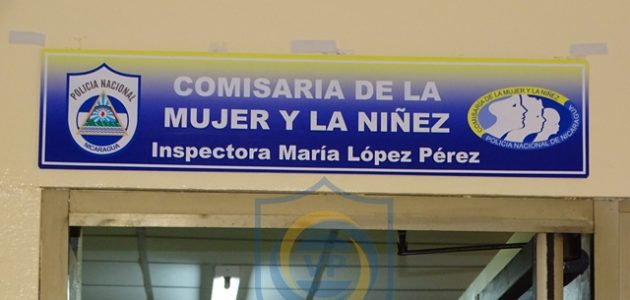 POLICIA NACIONAL
NICARAGUA
COMISARIA DE LA
MUJER Y LA NIÑEZ
Inspectora María López Pérez
COMISARIA DE LA MUJER Y LA NIÑEZ
POLICIA NACIONAL DE NICARAGUA
VP